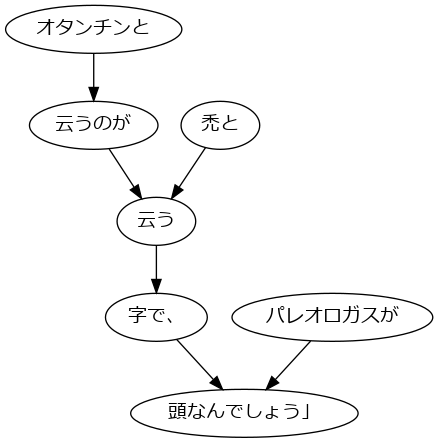 オタンチンと
云うのが
禿と
云う
字で、
パレオロガスが
頭なんでしょう」